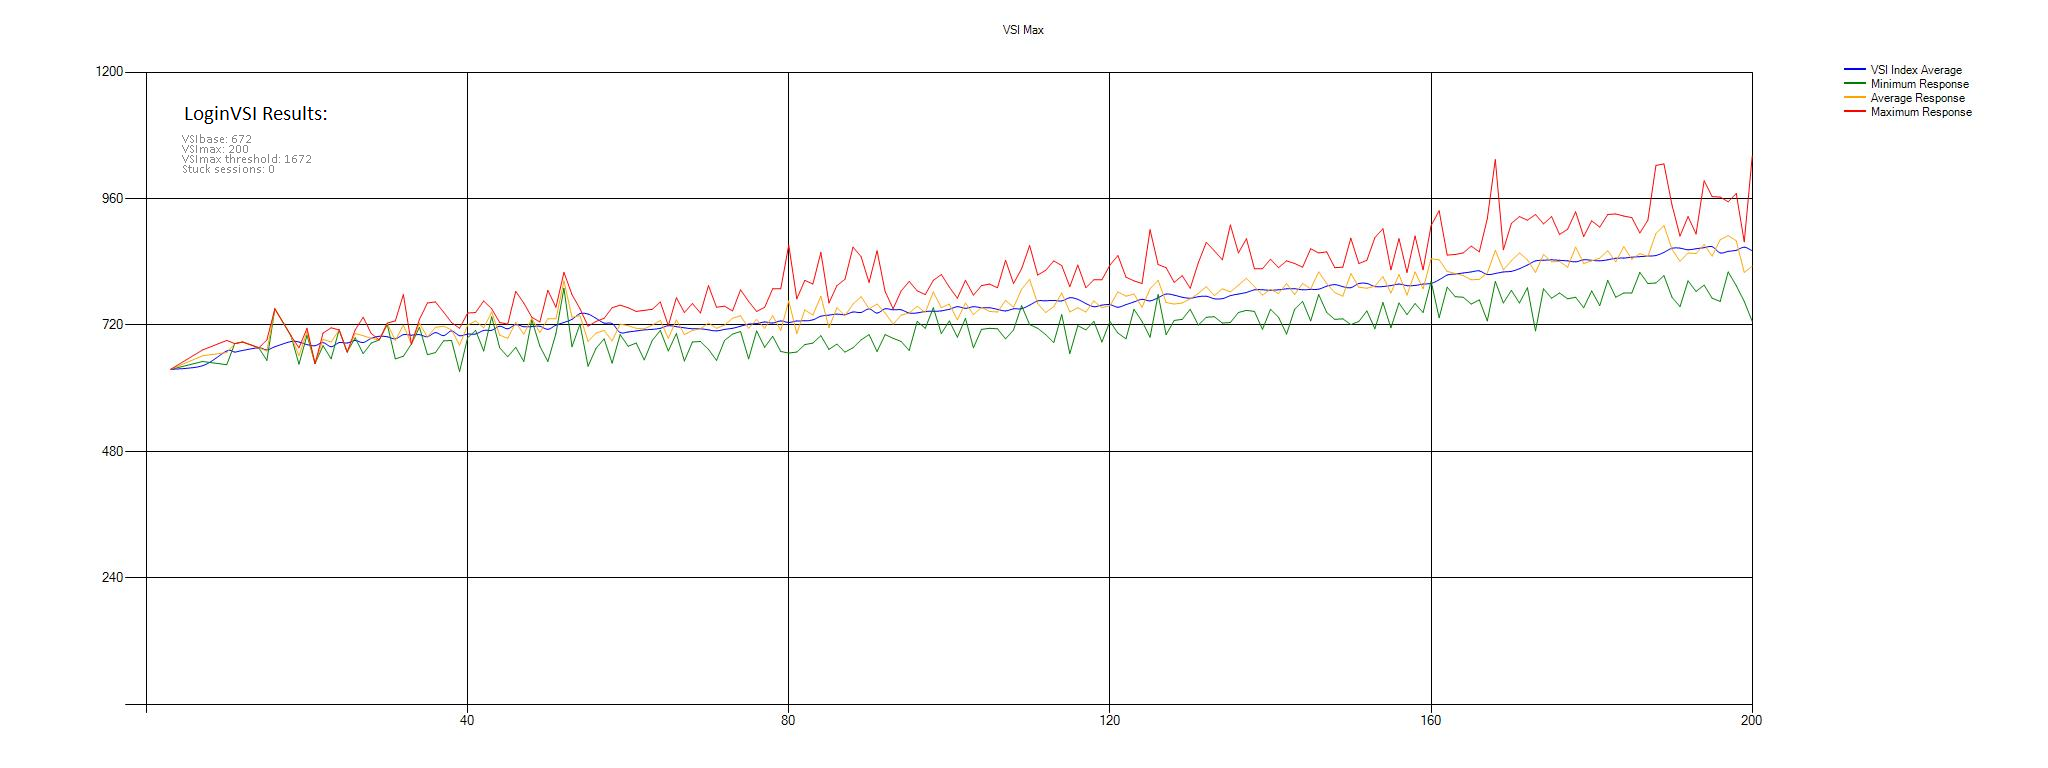 VSI Max
1200
960
720
480
240
LoginVSI Results:
VSIbase: 672
VSImax: 200
VSImax threshold: 1672
Stuck sessions: 0
VSI Index Average
Minimum Response
Average Response
Maximum Response
40
80
120
160
200